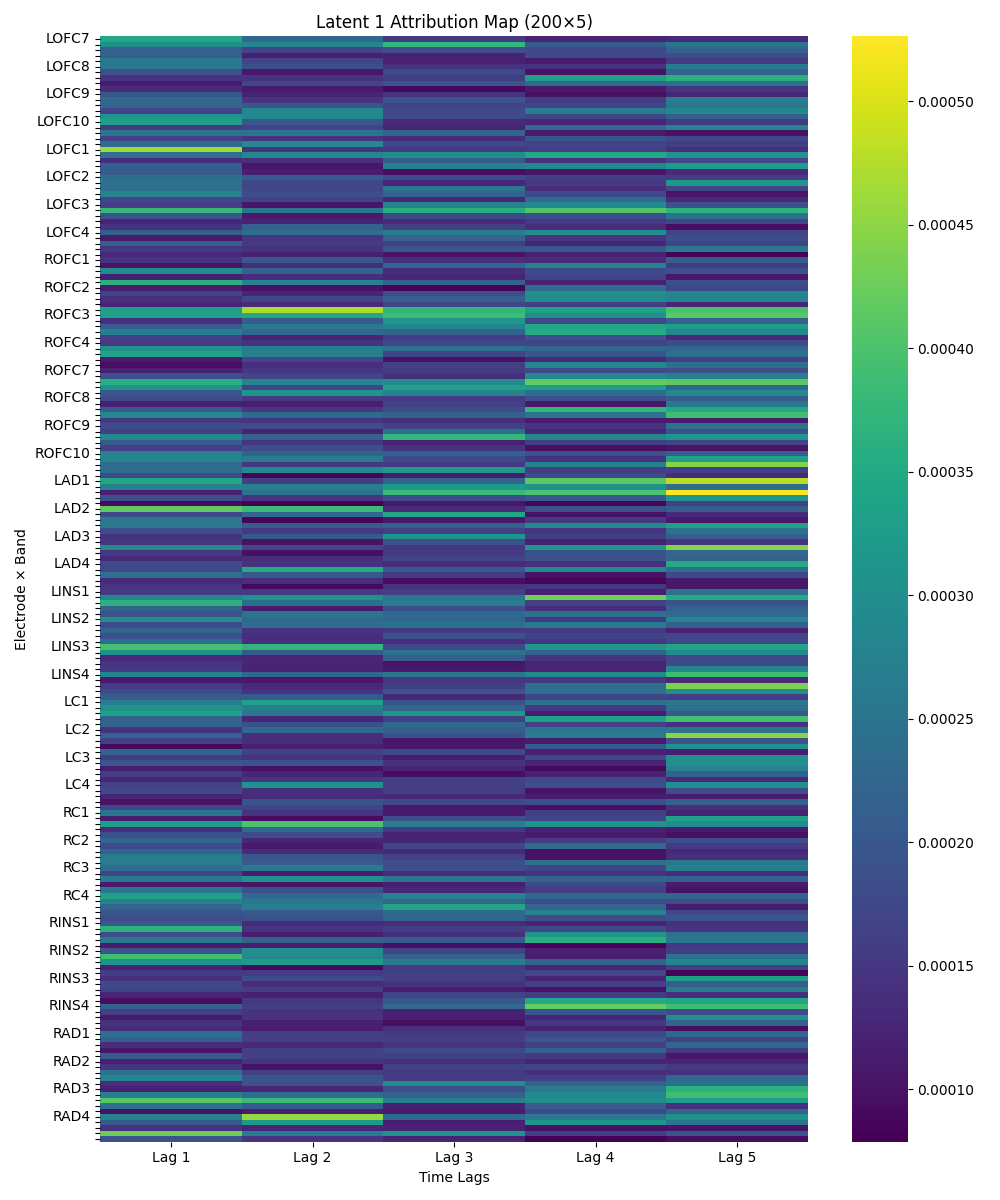 Latent 1 Attribution Map (200×5)
LOFC7
LOFC8
LOFC9
LOFC10
LOFC1
LOFC2
LOFC3
LOFC4
ROFC1
ROFC2
ROFC3
ROFC4
ROFC7
ROFC8
ROFC9
ROFC10
LAD1
LAD2
LAD3
LAD4
LINS1
LINS2
LINS3
LINS4
LC1
LC2
LC3
LC4
RC1
RC2
RC3
RC4
RINS1
RINS2
RINS3
RINS4
RAD1
RAD2
RAD3
RAD4
Electrode × Band
Lag 1
Lag 2
Lag 3
Lag 4
Lag 5
Time Lags
0.00050
0.00045
0.00040
0.00035
0.00030
0.00025
0.00020
0.00015
0.00010